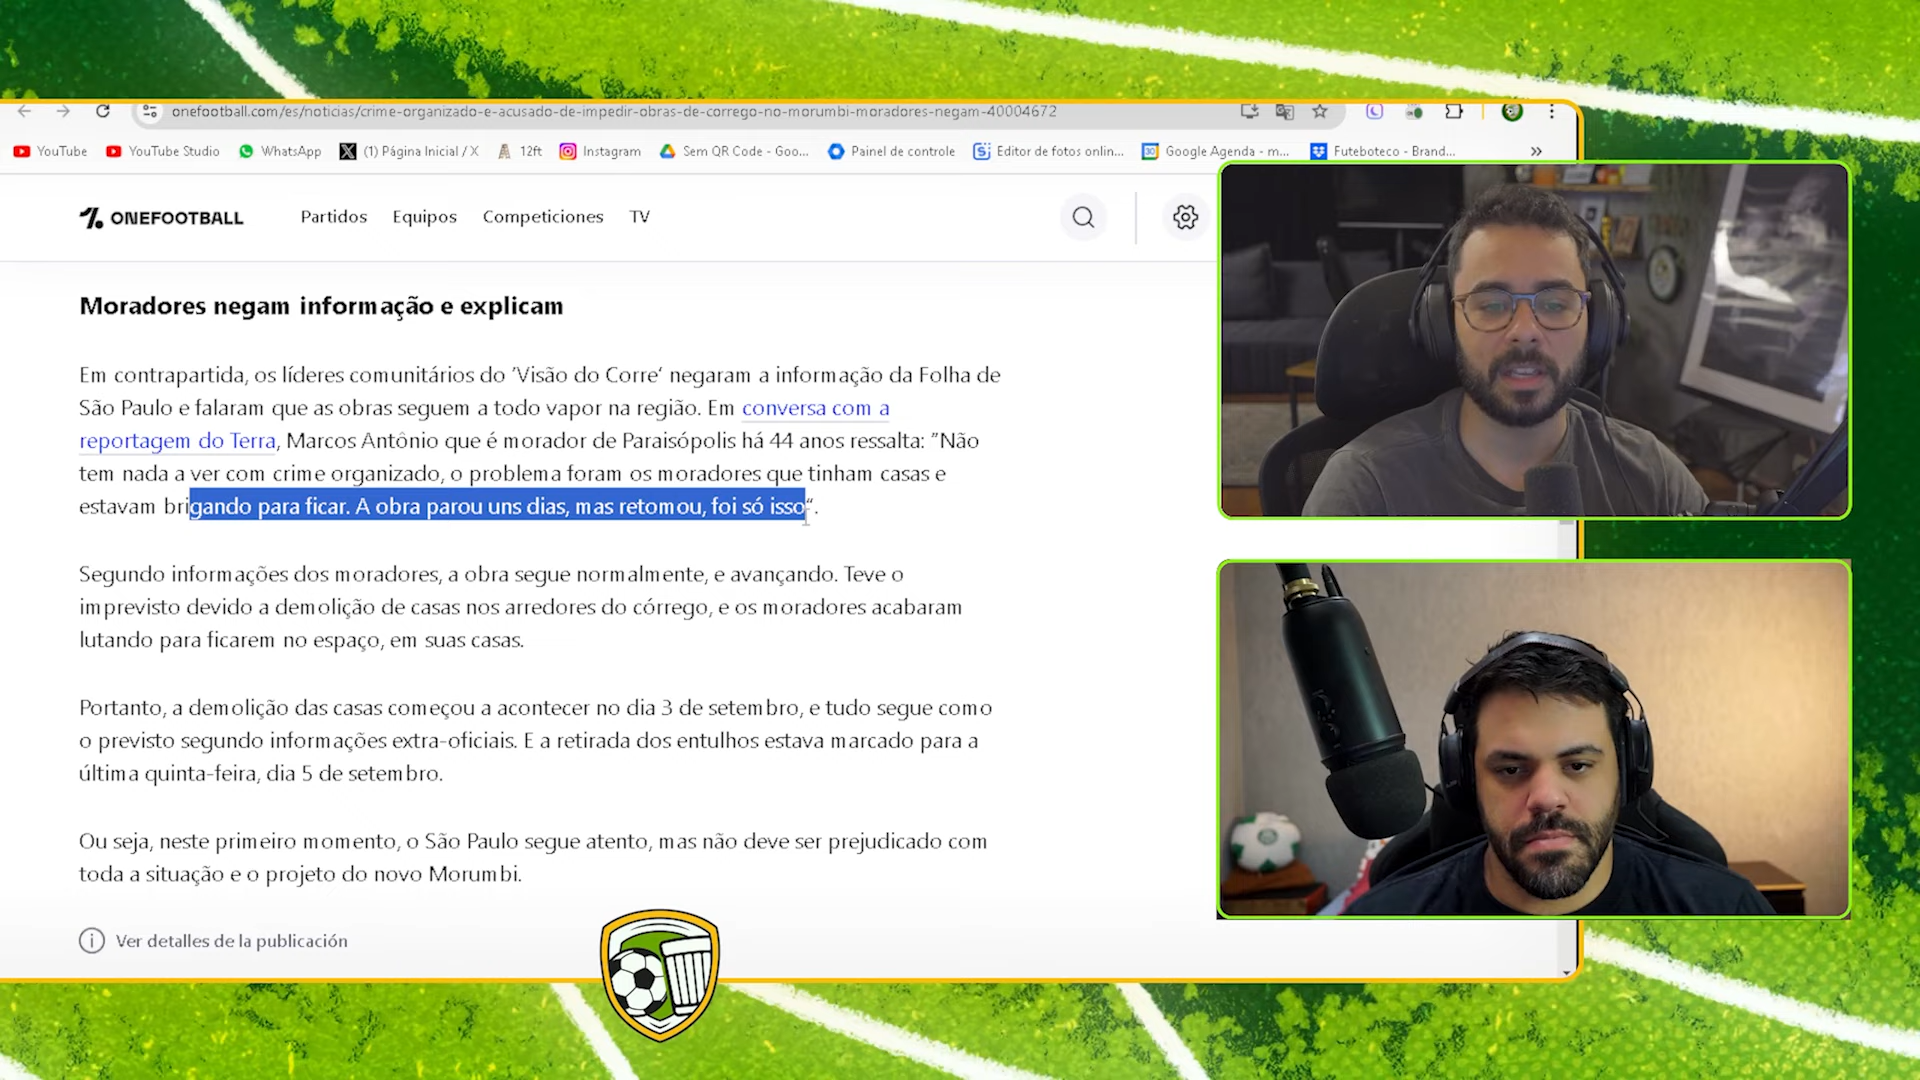 onefootball.com/es/noticias/crime-organizado-e-acusado-de-impedir-obras-de-corrego-no-morumbi-moradores-negam-40004672
YouTube YouTube Studio WhatsApp (1) Página Inicial / X 12ft Instagram Sem QR Code - Goo... Painel de controle Editor de fotos onlin... Google Agenda - m... Futeboteco - Brand... »
ONEFOOTBALL Partidos Equipos Competiciones TV
Moradores negam informação e explicam
Em contrapartida, os líderes comunitários do ‘Visão do Corre‘ negaram a informação da Folha de
São Paulo e falaram que as obras seguem a todo vapor na região. Em conversa com a
reportagem do Terra, Marcos Antônio que é morador de Paraisópolis há 44 anos ressalta: “Não
tem nada a ver com crime organizado, o problema foram os moradores que tinham casas e
estavam brigando para ficar. A obra parou uns dias, mas retomou, foi só isso“.
Segundo informações dos moradores, a obra segue normalmente, e avançando. Teve o
imprevisto devido a demolição de casas nos arredores do córrego, e os moradores acabaram
lutando para ficarem no espaço, em suas casas.
Portanto, a demolição das casas começou a acontecer no dia 3 de setembro, e tudo segue como
o previsto segundo informações extra-oficiais. E a retirada dos entulhos estava marcado para a
última quinta-feira, dia 5 de setembro.
Ou seja, neste primeiro momento, o São Paulo segue atento, mas não deve ser prejudicado com
toda a situação e o projeto do novo Morumbi.
Ver detalles de la publicación